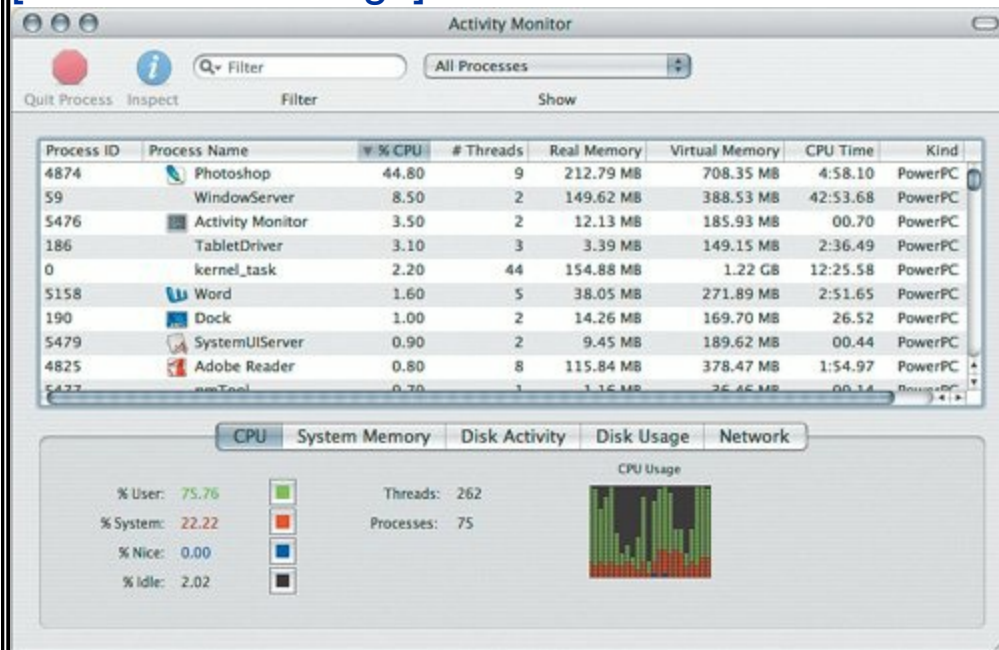 Activity Monitor
Filter All Processes
Quit Process Inspect Filter Show
Process ID Process Name % CPU # Threads Real Memory Virtual Memory CPU Time Kind
4874 Photoshop 44.80 9 212.79 MB 708.35 MB 4:58.10 PowerPC
59 WindowServer 8.50 2 149.62 MB 388.53 MB 42:53.68 PowerPC
5476 Activity Monitor 3.50 2 12.13 MB 185.93 MB 00.70 PowerPC
186 TabletDriver 3.10 3 3.39 MB 149.15 MB 2:36.49 PowerPC
0 kernel_task 2.20 44 154.88 MB 1.22 GB 12:25.58 PowerPC
5158 Word 1.60 5 38.05 MB 271.89 MB 2:51.65 PowerPC
190 Dock 1.00 2 14.26 MB 169.70 MB 26.52 PowerPC
5479 SystemUIServer 0.90 2 9.45 MB 189.62 MB 00.44 PowerPC
4825 Adobe Reader 0.80 8 115.84 MB 378.47 MB 1:54.97 PowerPC
CPU System Memory Disk Activity Disk Usage Network
CPU Usage
% User: 75.76 Threads: 262
% System: 22.22 Processes: 75
% Nice: 0.00
% Idle: 2.02